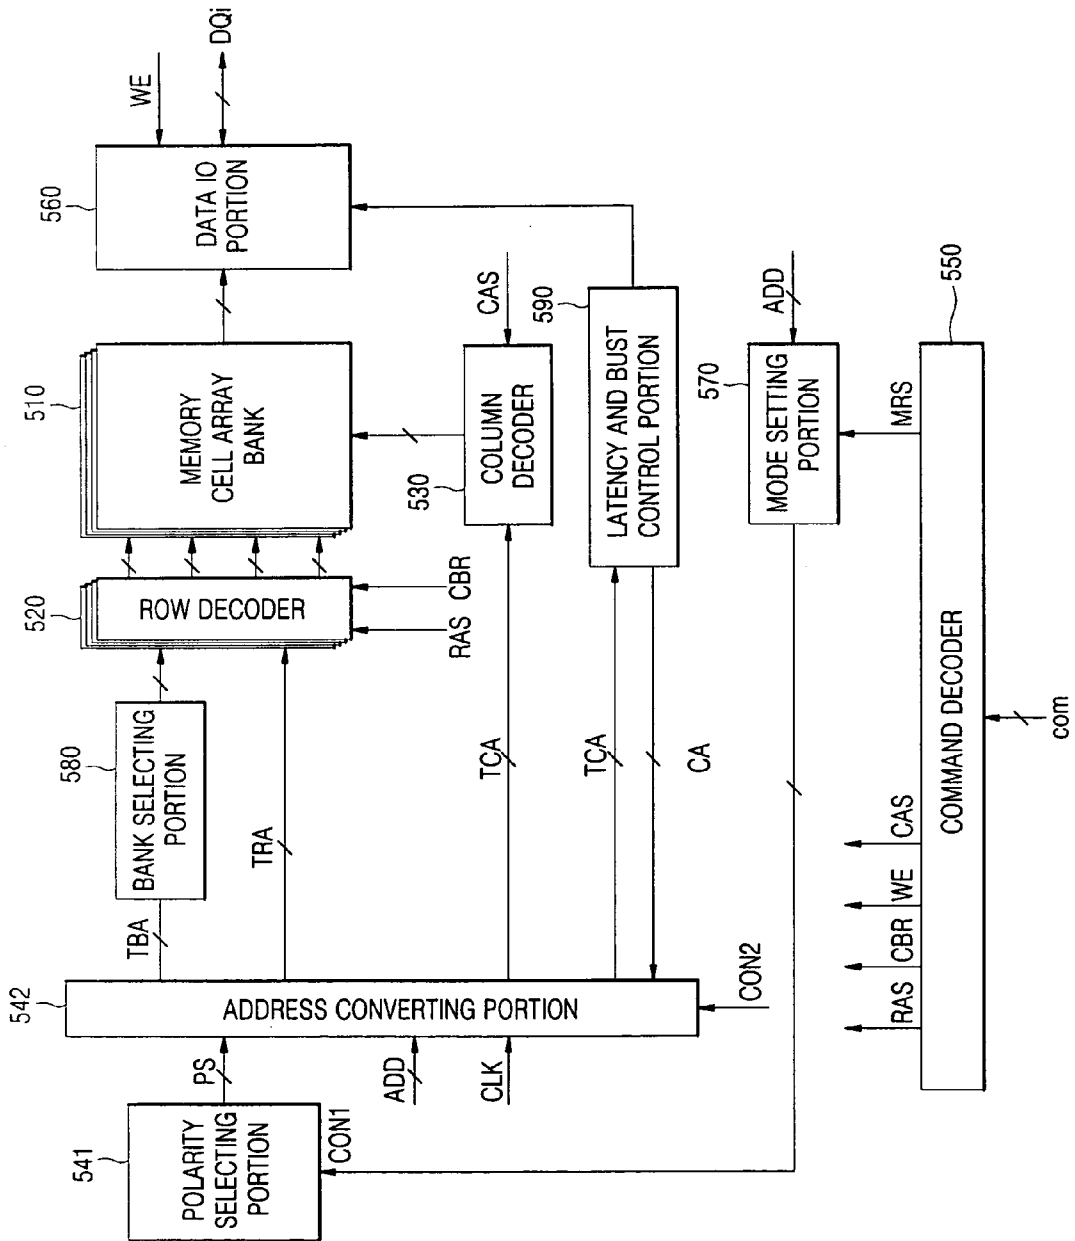 541
POLARITY
SELECTING
PORTION
CON1
PS
ADD
CLK
542
ADDRESS CONVERTING PORTION
CON2
TBA
580
BANK SELECTING
PORTION
TRA
TCA
TCA
CA
520
ROW DECODER
RAS
CBR
510
MEMORY
CELL ARRAY
BANK
530
COLUMN
DECODER
CAS
590
LATENCY AND BUST
CONTROL PORTION
560
DATA IO
PORTION
WE
DQi
570
MODE SETTING
PORTION
ADD
MRS
550
COMMAND DECODER
RAS
CBR
WE
CAS
com